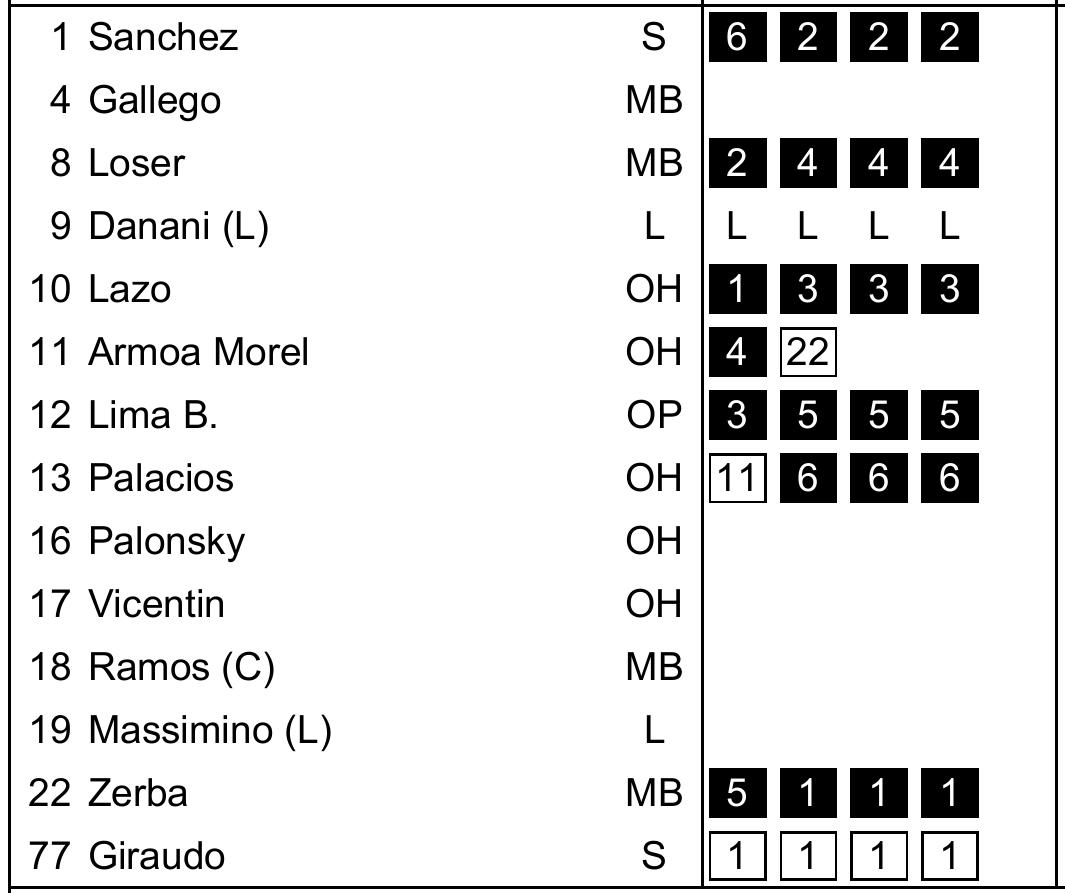 1 Sanchez S 6 2 2 2
4 Gallego MB
8 Loser MB 2 4 4 4
9 Danani (L) L L L L L
10 Lazo OH 1 3 3 3
11 Armoa Morel OH 4 22
12 Lima B. OP 3 5 5 5
13 Palacios OH 11 6 6 6
16 Palonsky OH
17 Vicentin OH
18 Ramos (C) MB
19 Massimino (L) L
22 Zerba MB 5 1 1 1
77 Giraudo S 1 1 1 1